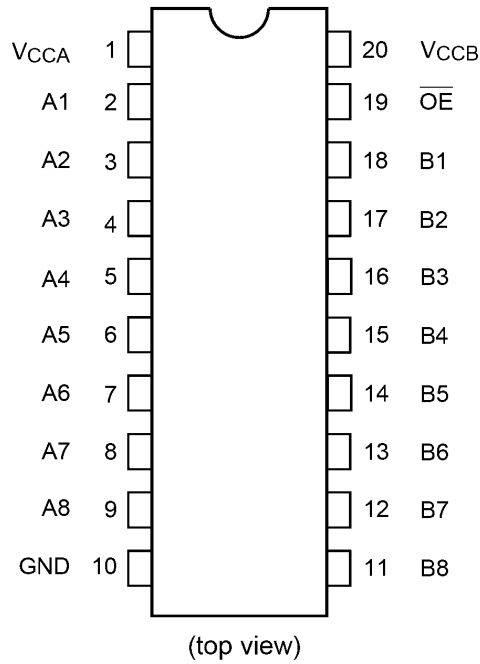 VCCA 1 20 VCCB
A1 2 19 O̅E̅
A2 3 18 B1
A3 4 17 B2
A4 5 16 B3
A5 6 15 B4
A6 7 14 B5
A7 8 13 B6
A8 9 12 B7
GND 10 11 B8
(top view)